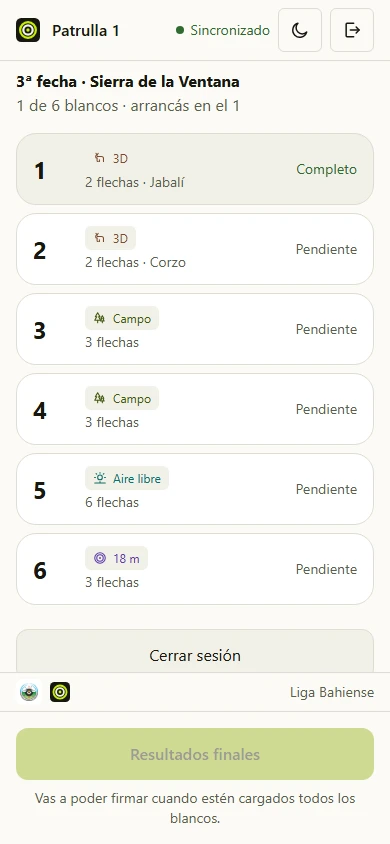 Patrulla 1
Sincronizado
3ª fecha · Sierra de la Ventana
1 de 6 blancos · arrancás en el 1
1
3D
2 flechas · Jabalí
Completo
2
3D
2 flechas · Corzo
Pendiente
3
Campo
3 flechas
Pendiente
4
Campo
3 flechas
Pendiente
5
Aire libre
6 flechas
Pendiente
6
18 m
3 flechas
Pendiente
Cerrar sesión
Liga Bahiense
Resultados finales
Vas a poder firmar cuando estén cargados todos los
blancos.